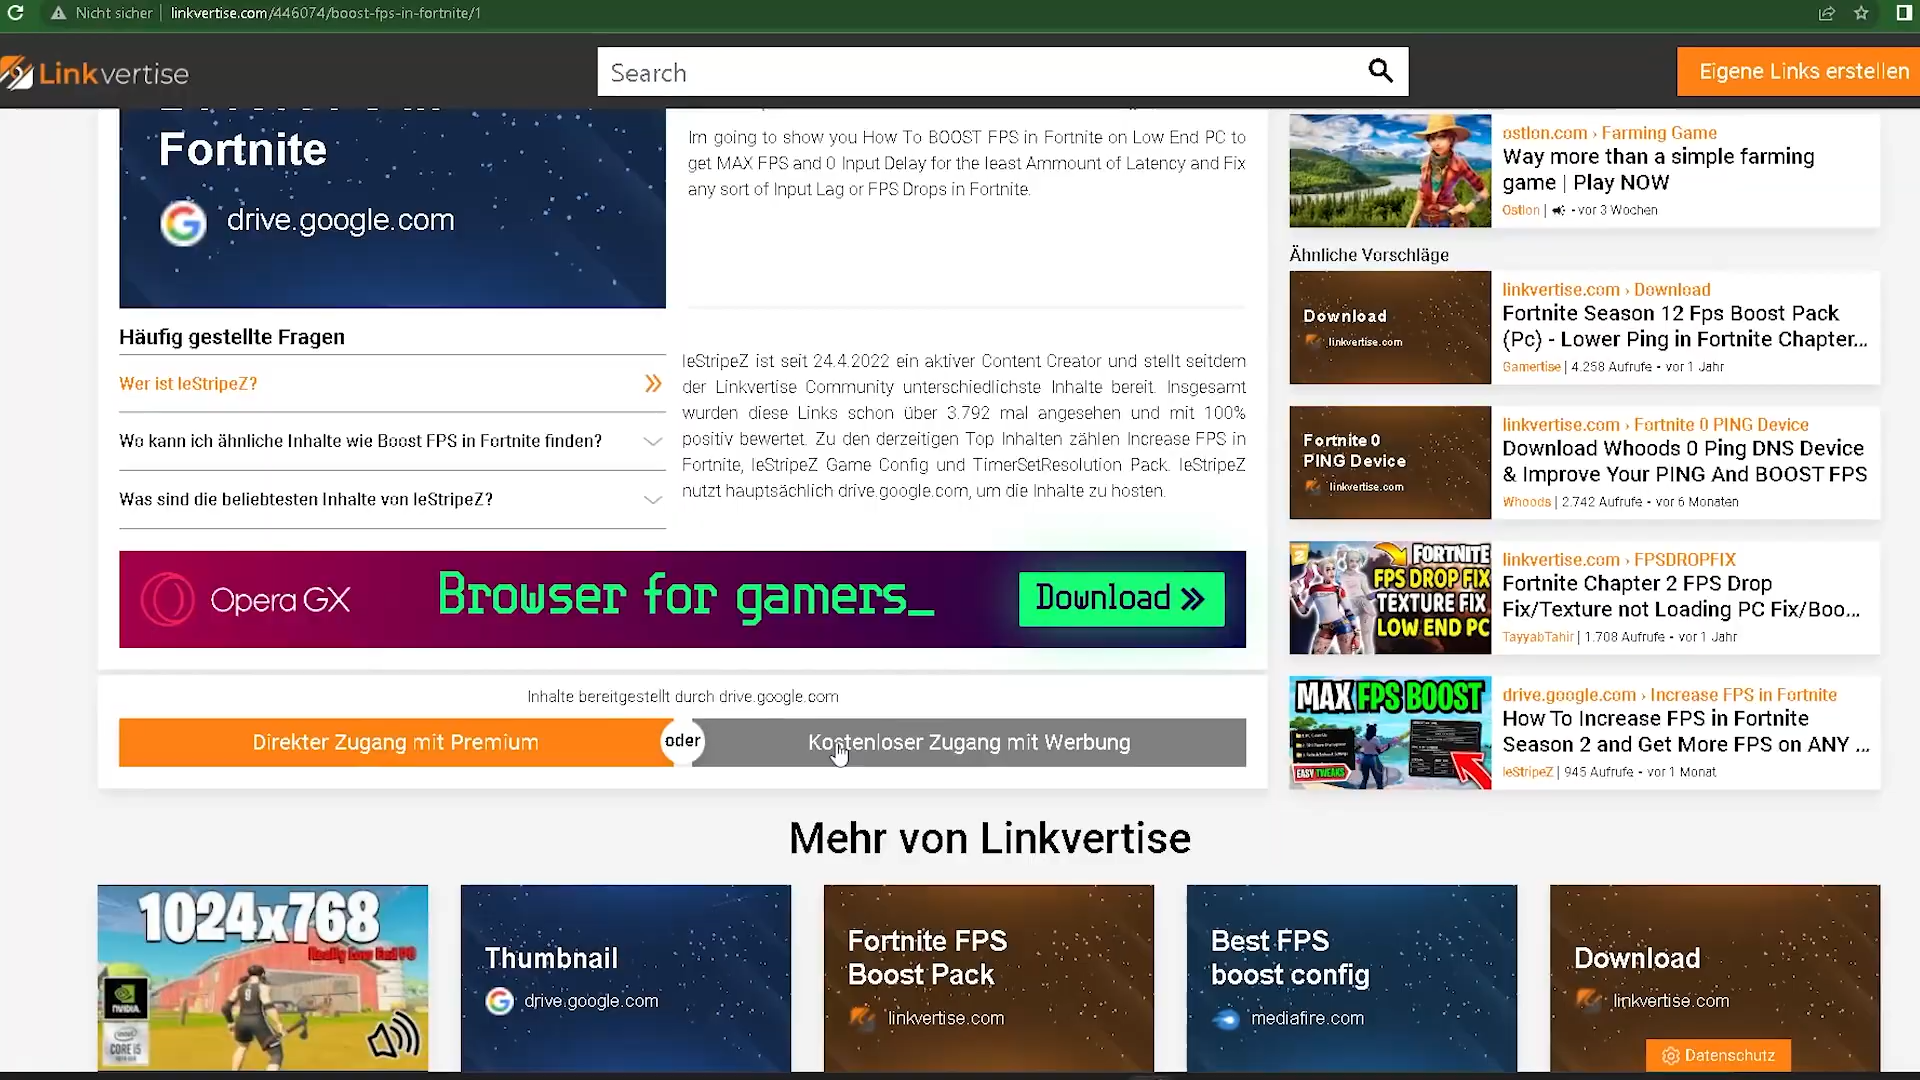 Nicht sicher
linkvertise.com/446074/boost-fps-in-fortnite/1
Linkvertise
Search
Eigene Links erstellen
Fortnite
drive.google.com
Im going to show you How To BOOST FPS in Fortnite on Low End PC to
get MAX FPS and 0 Input Delay for the least Ammount of Latency and Fix
any sort of Input Lag or FPS Drops in Fortnite.
Häufig gestellte Fragen
Wer ist leStripeZ?
Wo kann ich ähnliche Inhalte wie Boost FPS in Fortnite finden?
Was sind die beliebtesten Inhalte von leStripeZ?
leStripeZ ist seit 24.4.2022 ein aktiver Content Creator und stellt seitdem
der Linkvertise Community unterschiedlichste Inhalte bereit. Insgesamt
wurden diese Links schon über 3.792 mal angesehen und mit 100%
positiv bewertet. Zu den derzeitigen Top Inhalten zählen Increase FPS in
Fortnite, leStripeZ Game Config und TimerSetResolution Pack. leStripeZ
nutzt hauptsächlich drive.google.com, um die Inhalte zu hosten.
Opera GX
Browser for gamers_
Download »
Inhalte bereitgestellt durch drive.google.com
Direkter Zugang mit Premium
oder
Kostenloser Zugang mit Werbung
ostlon.com › Farming Game
Way more than a simple farming
game | Play NOW
Ostlon | - vor 3 Wochen
Ähnliche Vorschläge
Download
linkvertise.com
linkvertise.com › Download
Fortnite Season 12 Fps Boost Pack
(Pc) - Lower Ping in Fortnite Chapter...
Gamertise | 4.258 Aufrufe - vor 1 Jahr
Fortnite 0
PING Device
linkvertise.com
linkvertise.com › Fortnite 0 PING Device
Download Whoods 0 Ping DNS Device
& Improve Your PING And BOOST FPS
Whoods | 2.742 Aufrufe - vor 6 Monaten
FORTNITE
FPS DROP FIX
TEXTURE FIX
LOW END PC
linkvertise.com › FPSDROPFIX
Fortnite Chapter 2 FPS Drop
Fix/Texture not Loading PC Fix/Boo...
TayyabTahir | 1.708 Aufrufe - vor 1 Jahr
MAX FPS BOOST
EASY TWEAKS
drive.google.com › Increase FPS in Fortnite
How To Increase FPS in Fortnite
Season 2 and Get More FPS on ANY ...
leStripeZ | 945 Aufrufe - vor 1 Monat
Mehr von Linkvertise
1024x768
Really Low End PC
NVIDIA
intel
CORE i5
Thumbnail
drive.google.com
Fortnite FPS
Boost Pack
linkvertise.com
Best FPS
boost config
mediafire.com
Download
linkvertise.com
Datenschutz